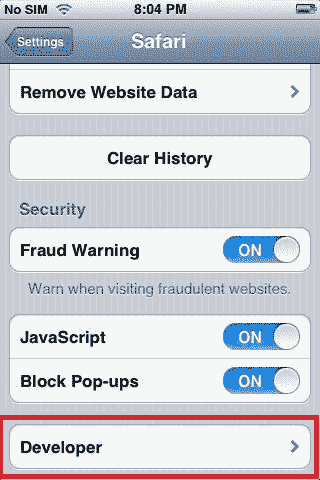 No SIM 8:04 PM
Settings Safari
Remove Website Data
Clear History
Security
Fraud Warning ON
Warn when visiting fraudulent websites.
JavaScript ON
Block Pop-ups ON
Developer